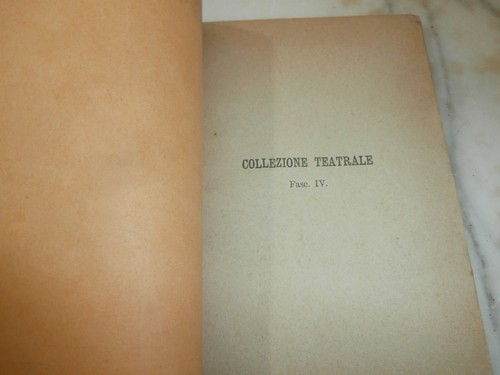 COLLEZIONE TEATRALE
Fasc. IV.